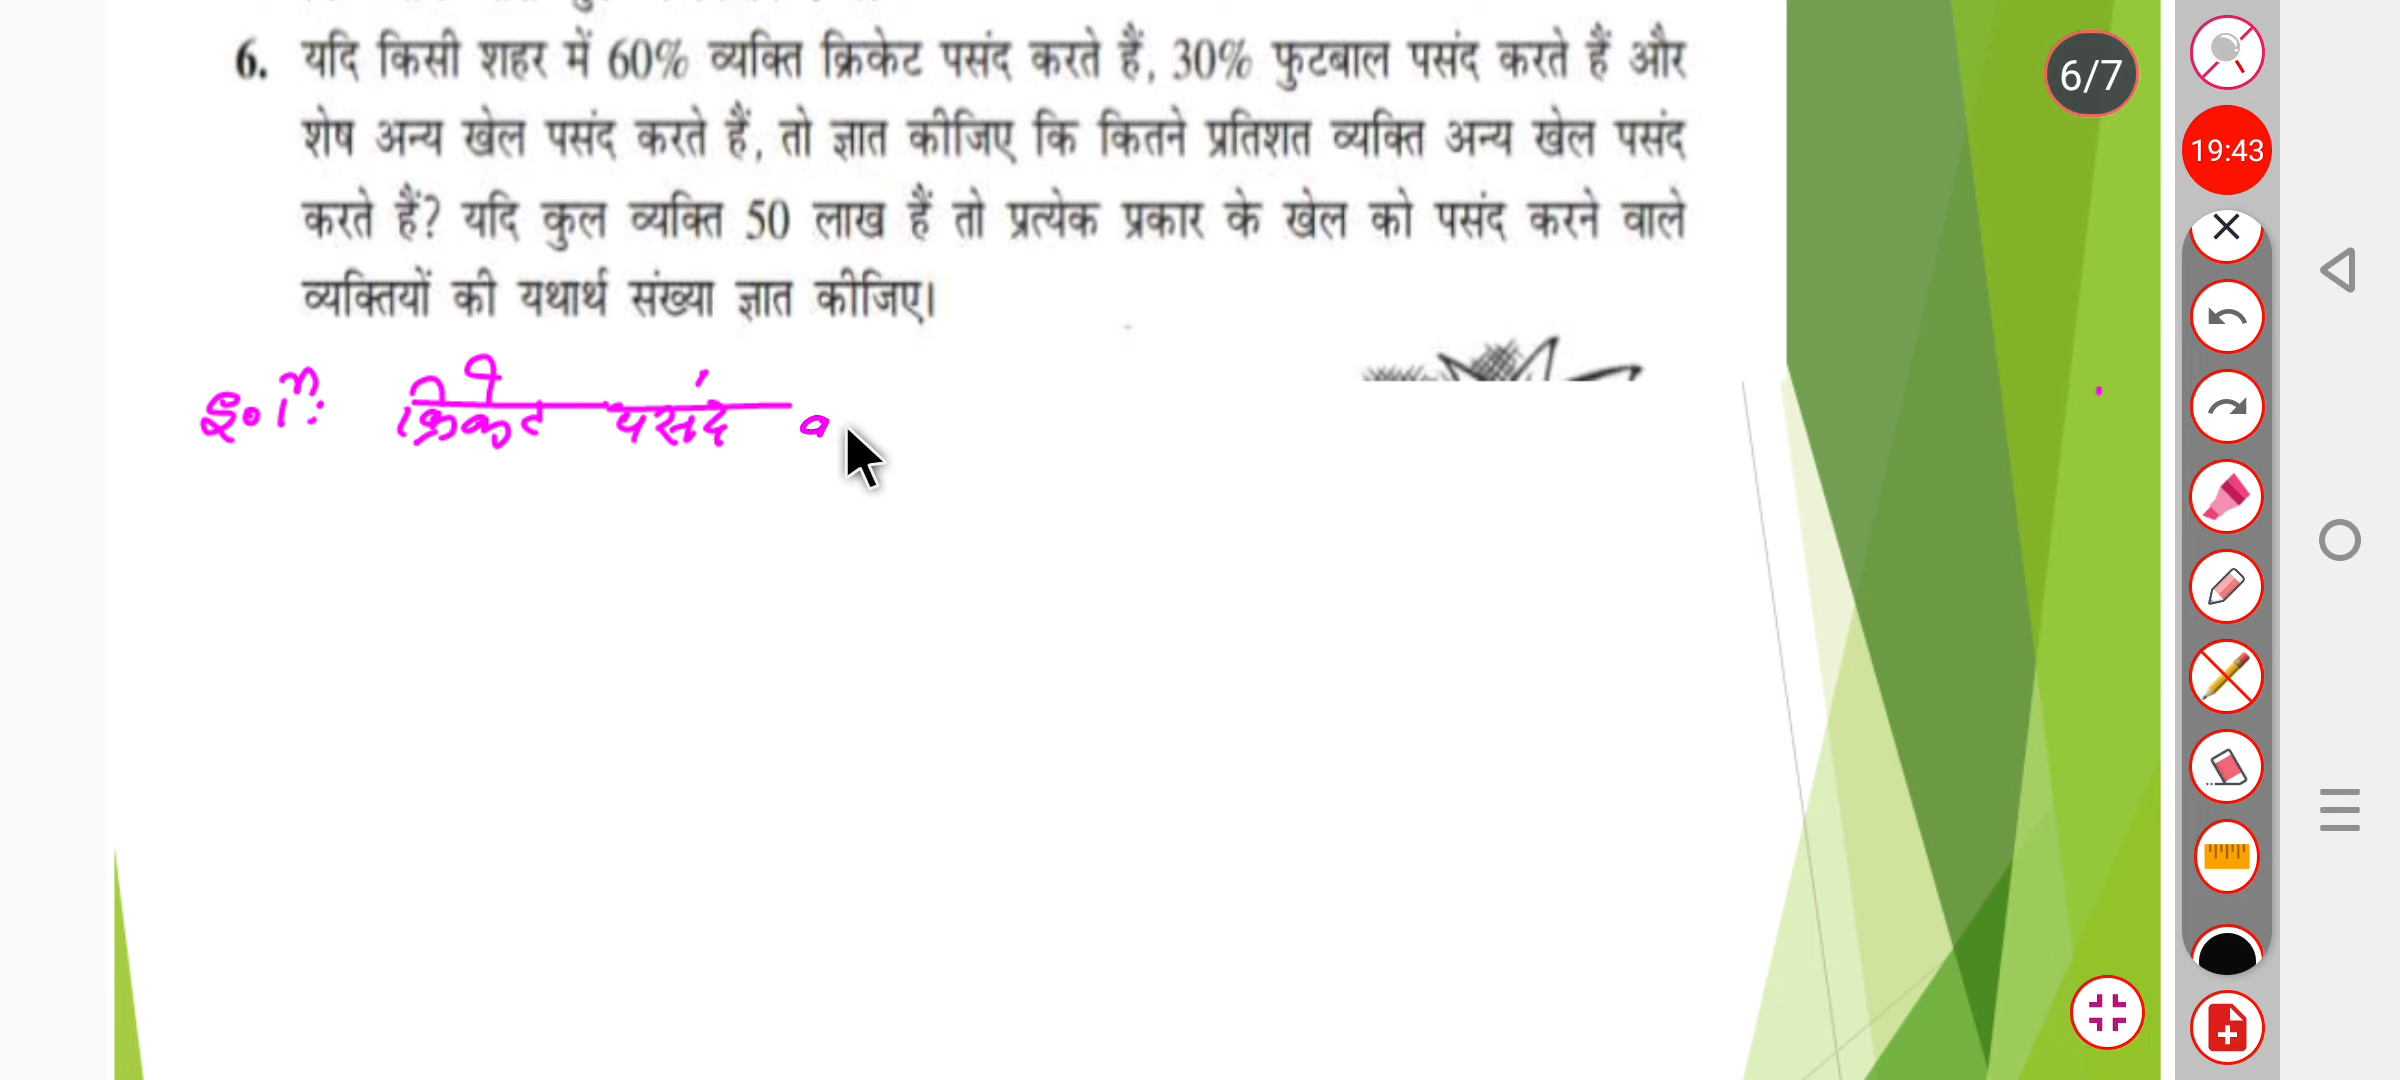 6. यदि किसी शहर में 60% व्यक्ति क्रिकेट पसंद करते हैं, 30% फुटबाल पसंद करते हैं और
शेष अन्य खेल पसंद करते हैं, तो ज्ञात कीजिए कि कितने प्रतिशत व्यक्ति अन्य खेल पसंद
करते हैं? यदि कुल व्यक्ति 50 लाख हैं तो प्रत्येक प्रकार के खेल को पसंद करने वाले
व्यक्तियों की यथार्थ संख्या ज्ञात कीजिए।
क्रिकेट पसंद
6/7
19:43